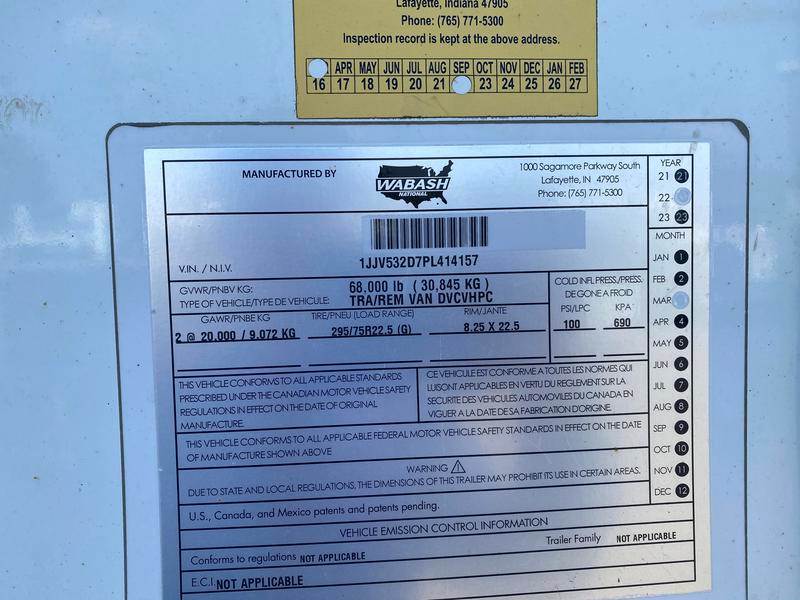 Lafayette, Indiana 47905
Phone: (765) 771-5300
Inspection record is kept at the above address.
APR MAY JUN JUL AUG SEP OCT NOV DEC JAN FEB
16 17 18 19 20 21 23 24 25 26 27
MANUFACTURED BY
WABASH
NATIONAL
1000 Sagamore Parkway South
Lafayette, IN 47905
Phone: (765) 771-5300
YEAR
21 21
22
23 23
MONTH
JAN 1
FEB 2
MAR
APR 4
MAY 5
JUN 6
JUL 7
AUG 8
SEP 9
OCT 10
NOV 11
DEC 12
V.I.N. / N.I.V.
1JJV532D7PL414157
GVWR/PNBV KG: 68,000 lb ( 30,845 KG )
TYPE OF VEHICLE/TYPE DE VEHICULE: TRA/REM VAN DVCVHPC
COLD INFL PRESS./PRESS.
DE GONE A FROID
PSI/LPC KPA
100 690
GAWR/PNBE KG TIRE/PNEU (LOAD RANGE) RIM/JANTE
2 @ 20,000 / 9,072 KG 295/75R22.5 (G) 8.25 X 22.5
THIS VEHICLE CONFORMS TO ALL APPLICABLE STANDARDS
PRESCRIBED UNDER THE CANADIAN MOTOR VEHICLE SAFETY
REGULATIONS IN EFFECT ON THE DATE OF ORIGINAL
MANUFACTURE.
CE VEHICULE EST CONFORME A TOUTES LES NORMES QUI
LUISONT APPLICABLES EN VERTU DU REGLEMENT SUR LA
SECURITE DES VEHICULES AUTOMOBILES DU CANADA EN
VIGUER A LA DATE DE SA FABRICATION D'ORIGINE.
THIS VEHICLE CONFORMS TO ALL APPLICABLE FEDERAL MOTOR VEHICLE SAFETY STANDARDS IN EFFECT ON THE DATE
OF MANUFACTURE SHOWN ABOVE
WARNING
DUE TO STATE AND LOCAL REGULATIONS, THE DIMENSIONS OF THIS TRAILER MAY PROHIBIT ITS USE IN CERTAIN AREAS.
U.S., Canada, and Mexico patents and patents pending.
VEHICLE EMISSION CONTROL INFORMATION
Trailer Family NOT APPLICABLE
Conforms to regulations NOT APPLICABLE
E.C.I. NOT APPLICABLE